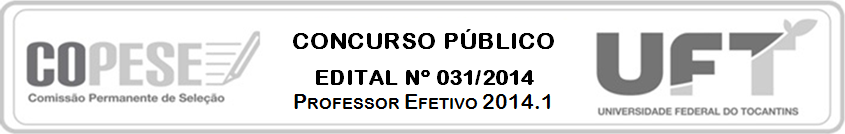 COPESE
Comissão Permanente de Seleção
CONCURSO PÚBLICO
EDITAL Nº 031/2014
PROFESSOR EFETIVO 2014.1
UFT
UNIVERSIDADE FEDERAL DO TOCANTINS